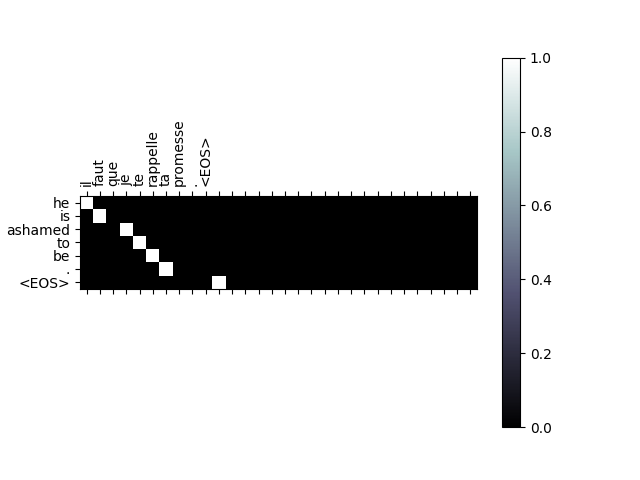 il faut que je te rappelle ta promesse . <EOS>
he
is
ashamed
to
be
.
<EOS>
1.0
0.8
0.6
0.4
0.2
0.0